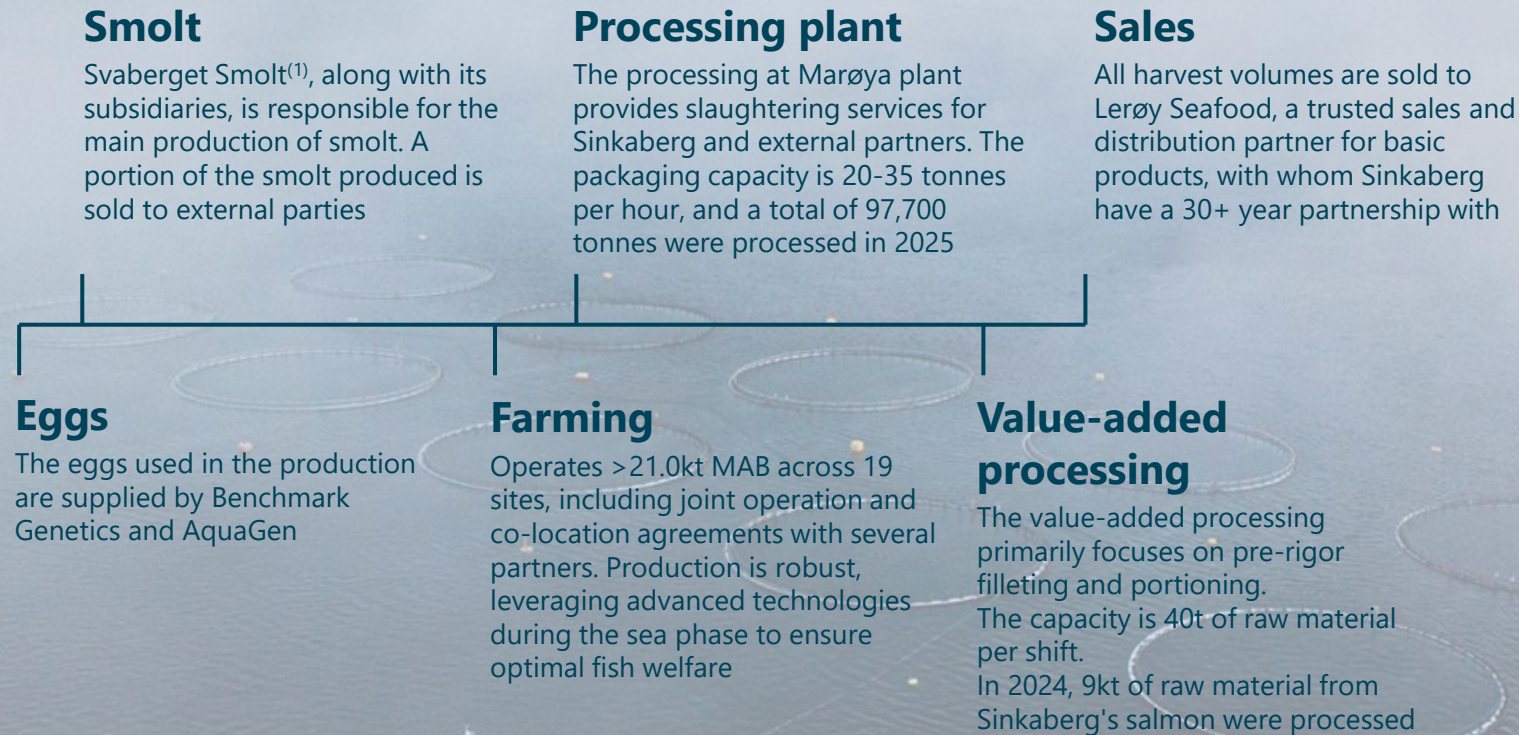 Smolt
Svaberget Smolt(1), along with its
subsidiaries, is responsible for the
main production of smolt. A
portion of the smolt produced is
sold to external parties
Processing plant
The processing at Marøya plant
provides slaughtering services for
Sinkaberg and external partners. The
packaging capacity is 20-35 tonnes
per hour, and a total of 97,700
tonnes were processed in 2025
Sales
All harvest volumes are sold to
Lerøy Seafood, a trusted sales and
distribution partner for basic
products, with whom Sinkaberg
have a 30+ year partnership with
Eggs
The eggs used in the production
are supplied by Benchmark
Genetics and AquaGen
Farming
Operates >21.0kt MAB across 19
sites, including joint operation and
co-location agreements with several
partners. Production is robust,
leveraging advanced technologies
during the sea phase to ensure
optimal fish welfare
Value-added
processing
The value-added processing
primarily focuses on pre-rigor
filleting and portioning.
The capacity is 40t of raw material
per shift.
In 2024, 9kt of raw material from
Sinkaberg's salmon were processed